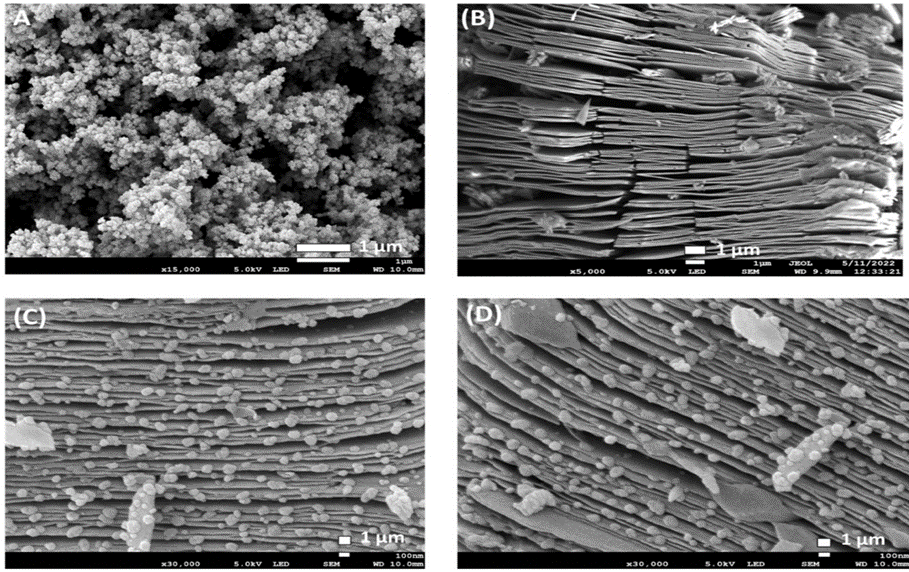 A
1 μm
1μm
x15,000 5.0kV LED SEM WD 10.0mm
(B)
1 μm
1μm JEOL 5/11/2022
x5,000 5.0kV LED SEM WD 9.9mm 12:33:21
(C)
1 μm
100nm
x30,000 5.0kV LED SEM WD 10.0mm
(D)
1 μm
100nm
x30,000 5.0kV LED SEM WD 10.0mm